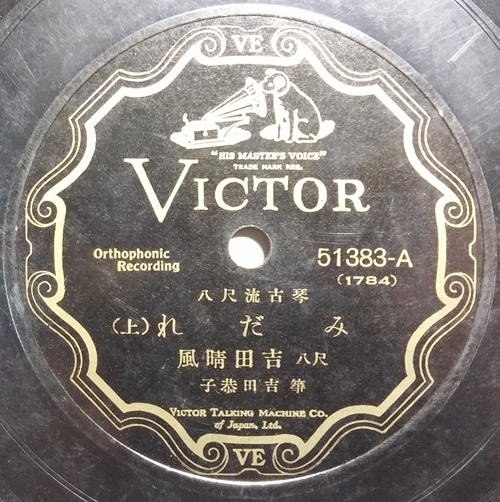 VE
"HIS MASTER'S VOICE"
TRADE MARK REG.
VICTOR
Orthophonic
Recording
51383-A
(1784)
八尺流古琴
(上)れだみ
風晴田吉 八尺
子恭田吉 箏
VICTOR TALKING MACHINE CO.
of Japan, Ltd.
VE